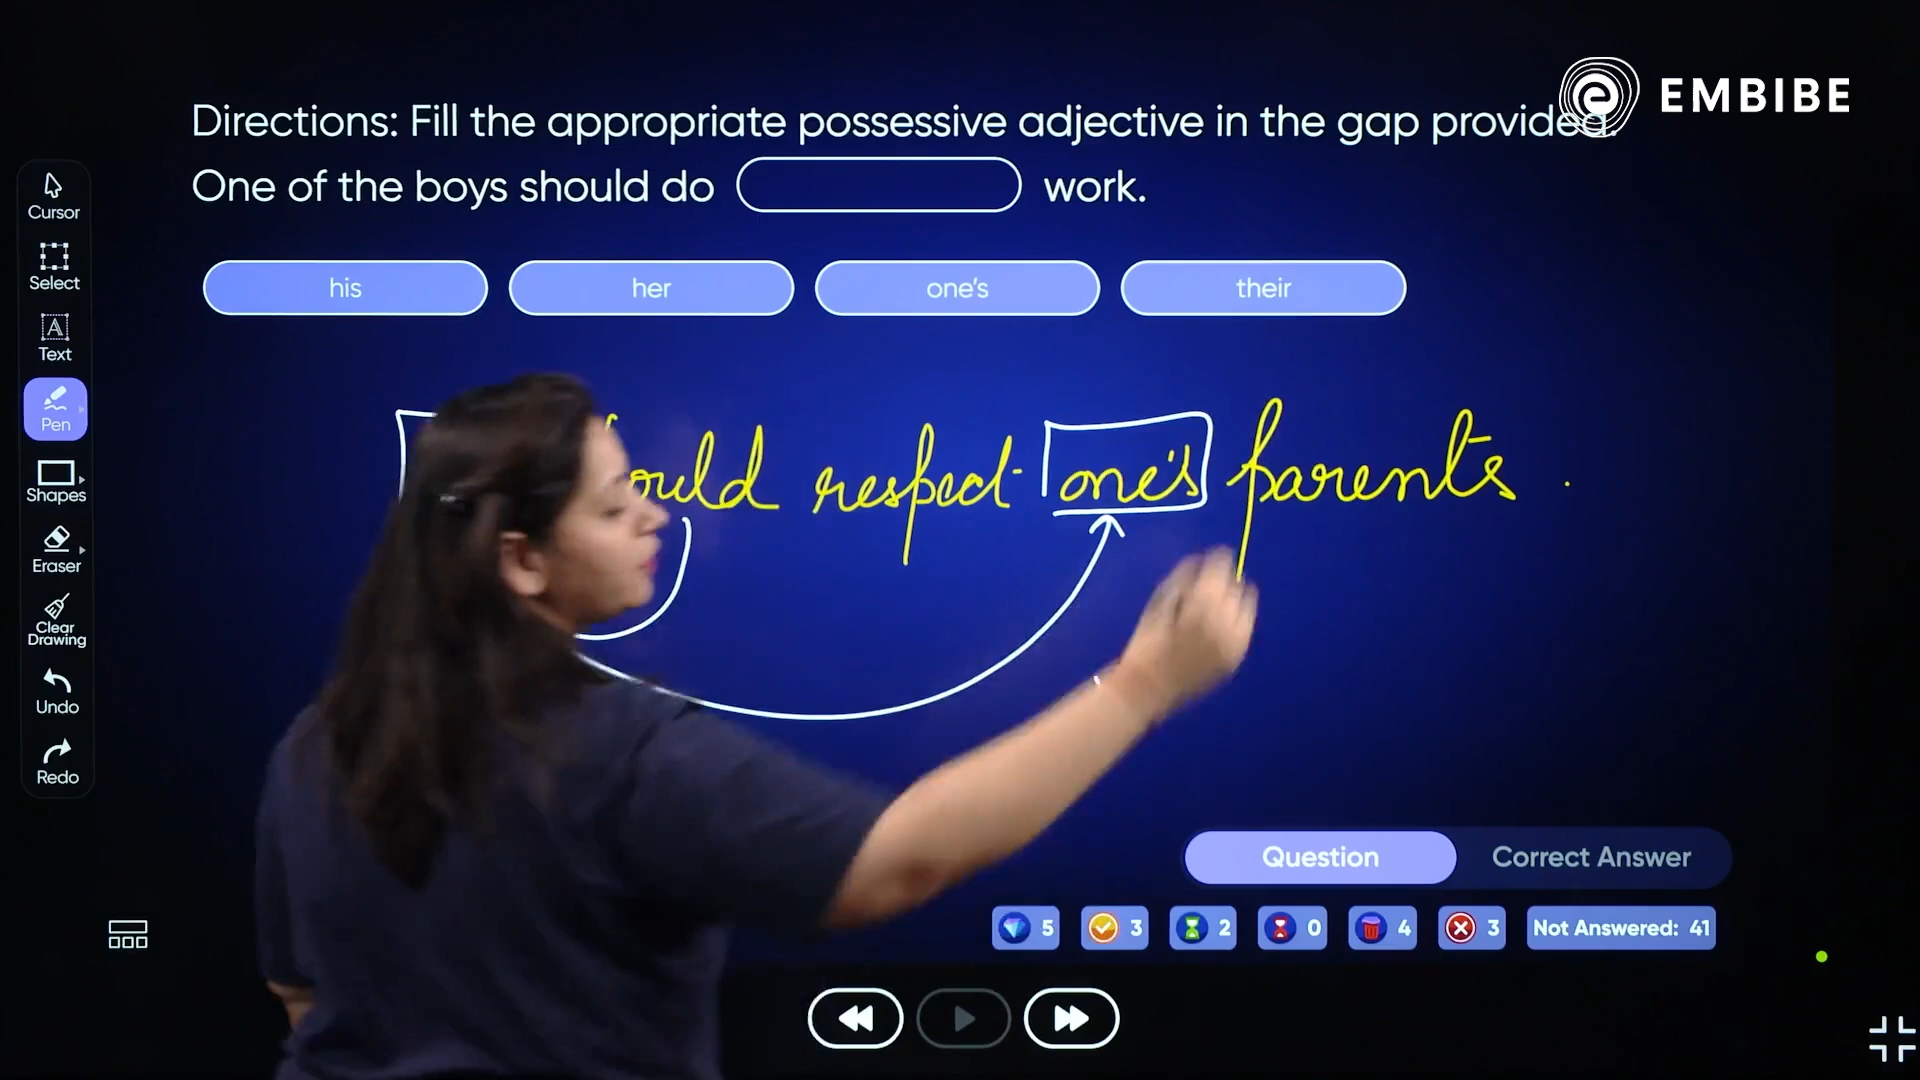 EMBIBE
Directions: Fill the appropriate possessive adjective in the gap provided.
One of the boys should do work.
his her one's their
respect one's parents.
Cursor
Select
Text
Pen
Shapes
Eraser
Clear
Drawing
Undo
Redo
Question Correct Answer
5 3 2 0 4 3 Not Answered: 41